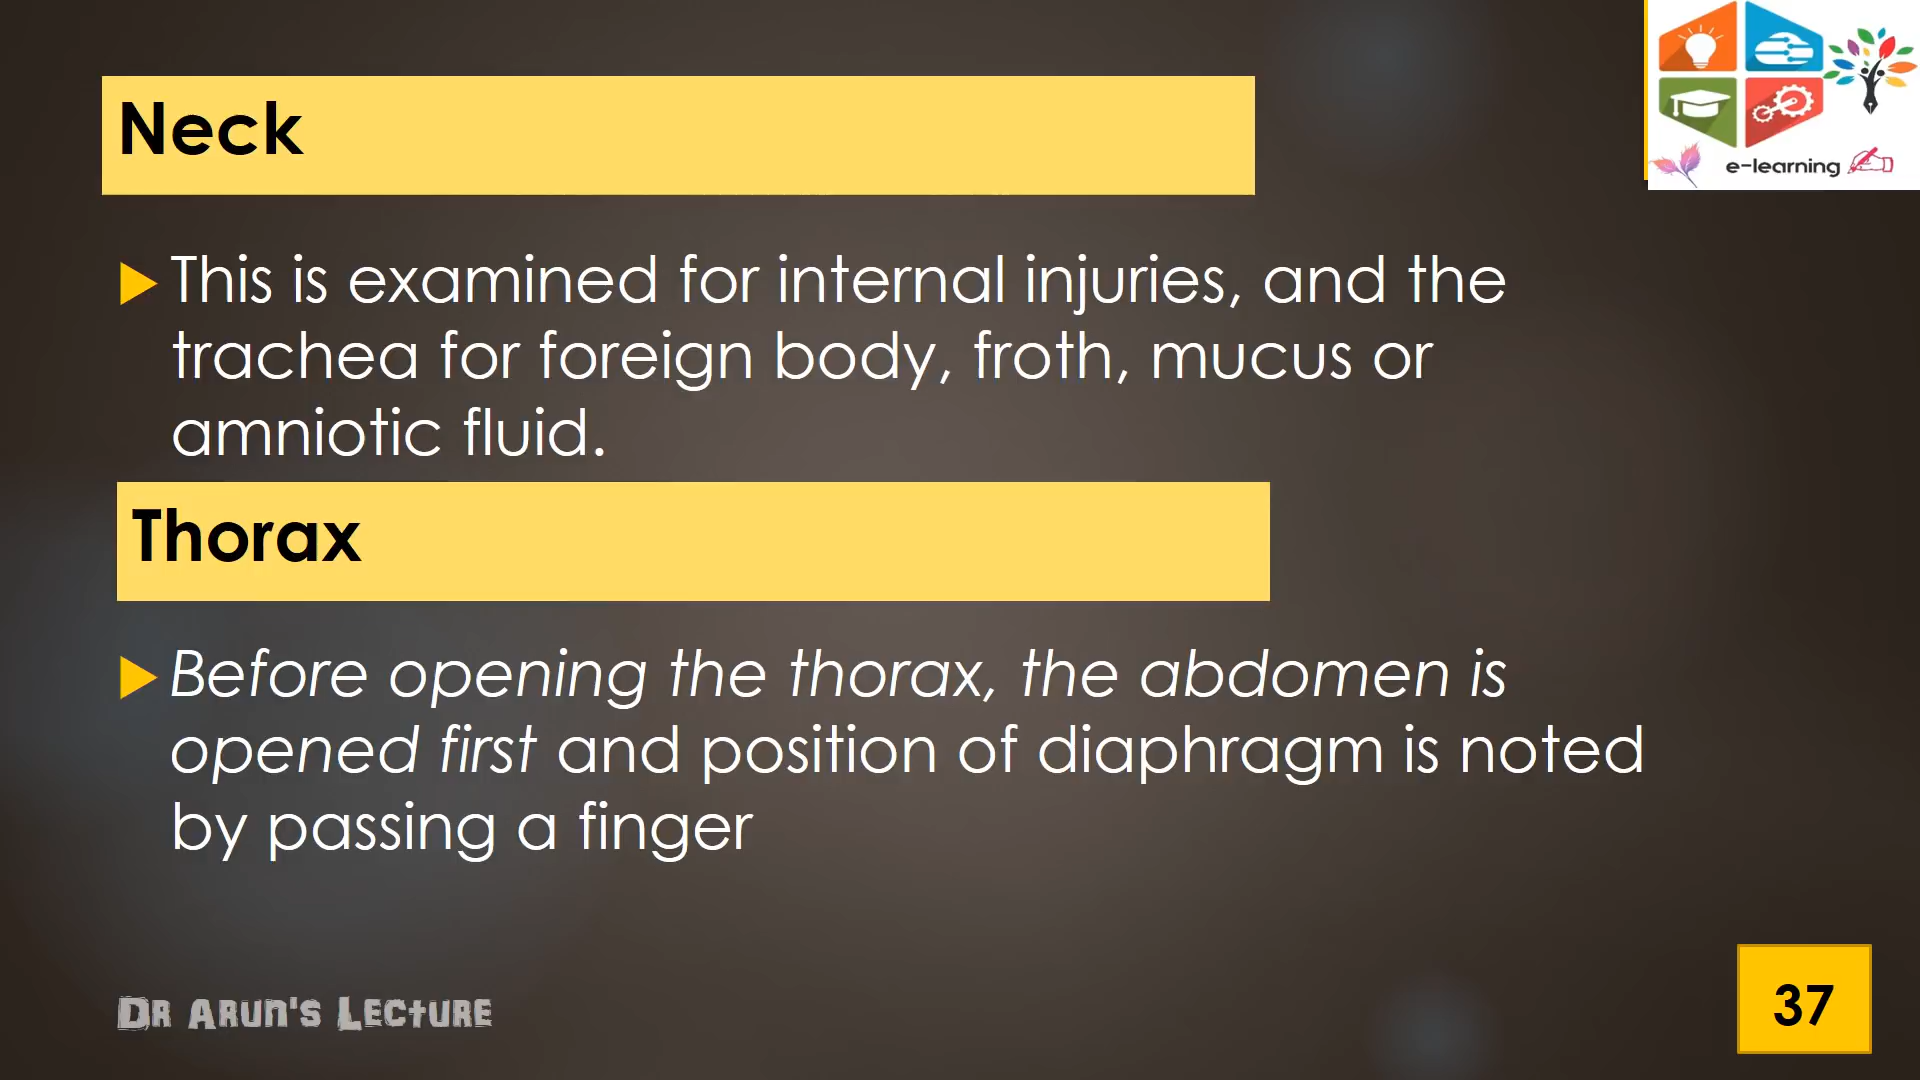 e-learning
Neck
This is examined for internal injuries, and the
trachea for foreign body, froth, mucus or
amniotic fluid.
Thorax
Before opening the thorax, the abdomen is
opened first and position of diaphragm is noted
by passing a finger
Dr Arun's Lecture
37